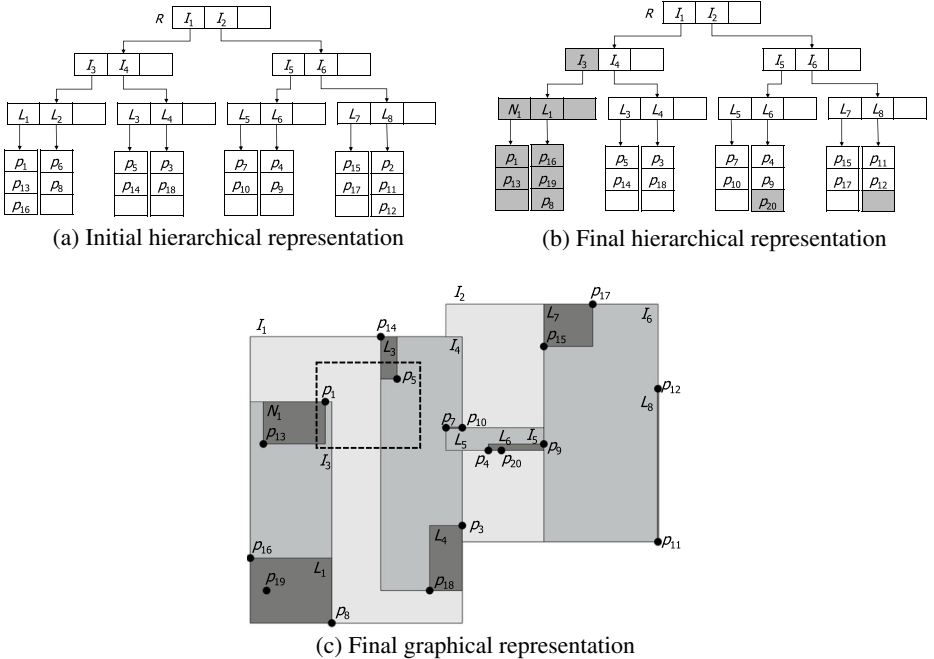 R I₁ I₂
I₃ I₄ I₅ I₆
L₁ L₂ L₃ L₄ L₅ L₆ L₇ L₈
p₁ p₆ p₅ p₃ p₇ p₄ p₁₅ p₂
p₁₃ p₈ p₁₄ p₁₈ p₁₀ p₉ p₁₇ p₁₁
p₁₆ p₁₂
(a) Initial hierarchical representation
R I₁ I₂
I₃ I₄ I₅ I₆
N₁ L₁ L₃ L₄ L₅ L₆ L₇ L₈
p₁ p₁₆ p₅ p₃ p₇ p₄ p₁₅ p₁₁
p₁₃ p₁₉ p₁₄ p₁₈ p₁₀ p₉ p₁₇ p₁₂
p₈ p₂₀
(b) Final hierarchical representation
I₂ p₁₇
I₁ p₁₄ L₇ I₆
L₃ I₄ p₁₅
p₅
p₁ p₁₂
N₁ L₈
p₁₃ p₇ p₁₀
I₃ L₅ L₆ I₅ p₉
p₄ p₂₀
p₃
L₄ p₁₁
p₁₆
L₁
p₁₉ p₁₈
p₈
(c) Final graphical representation